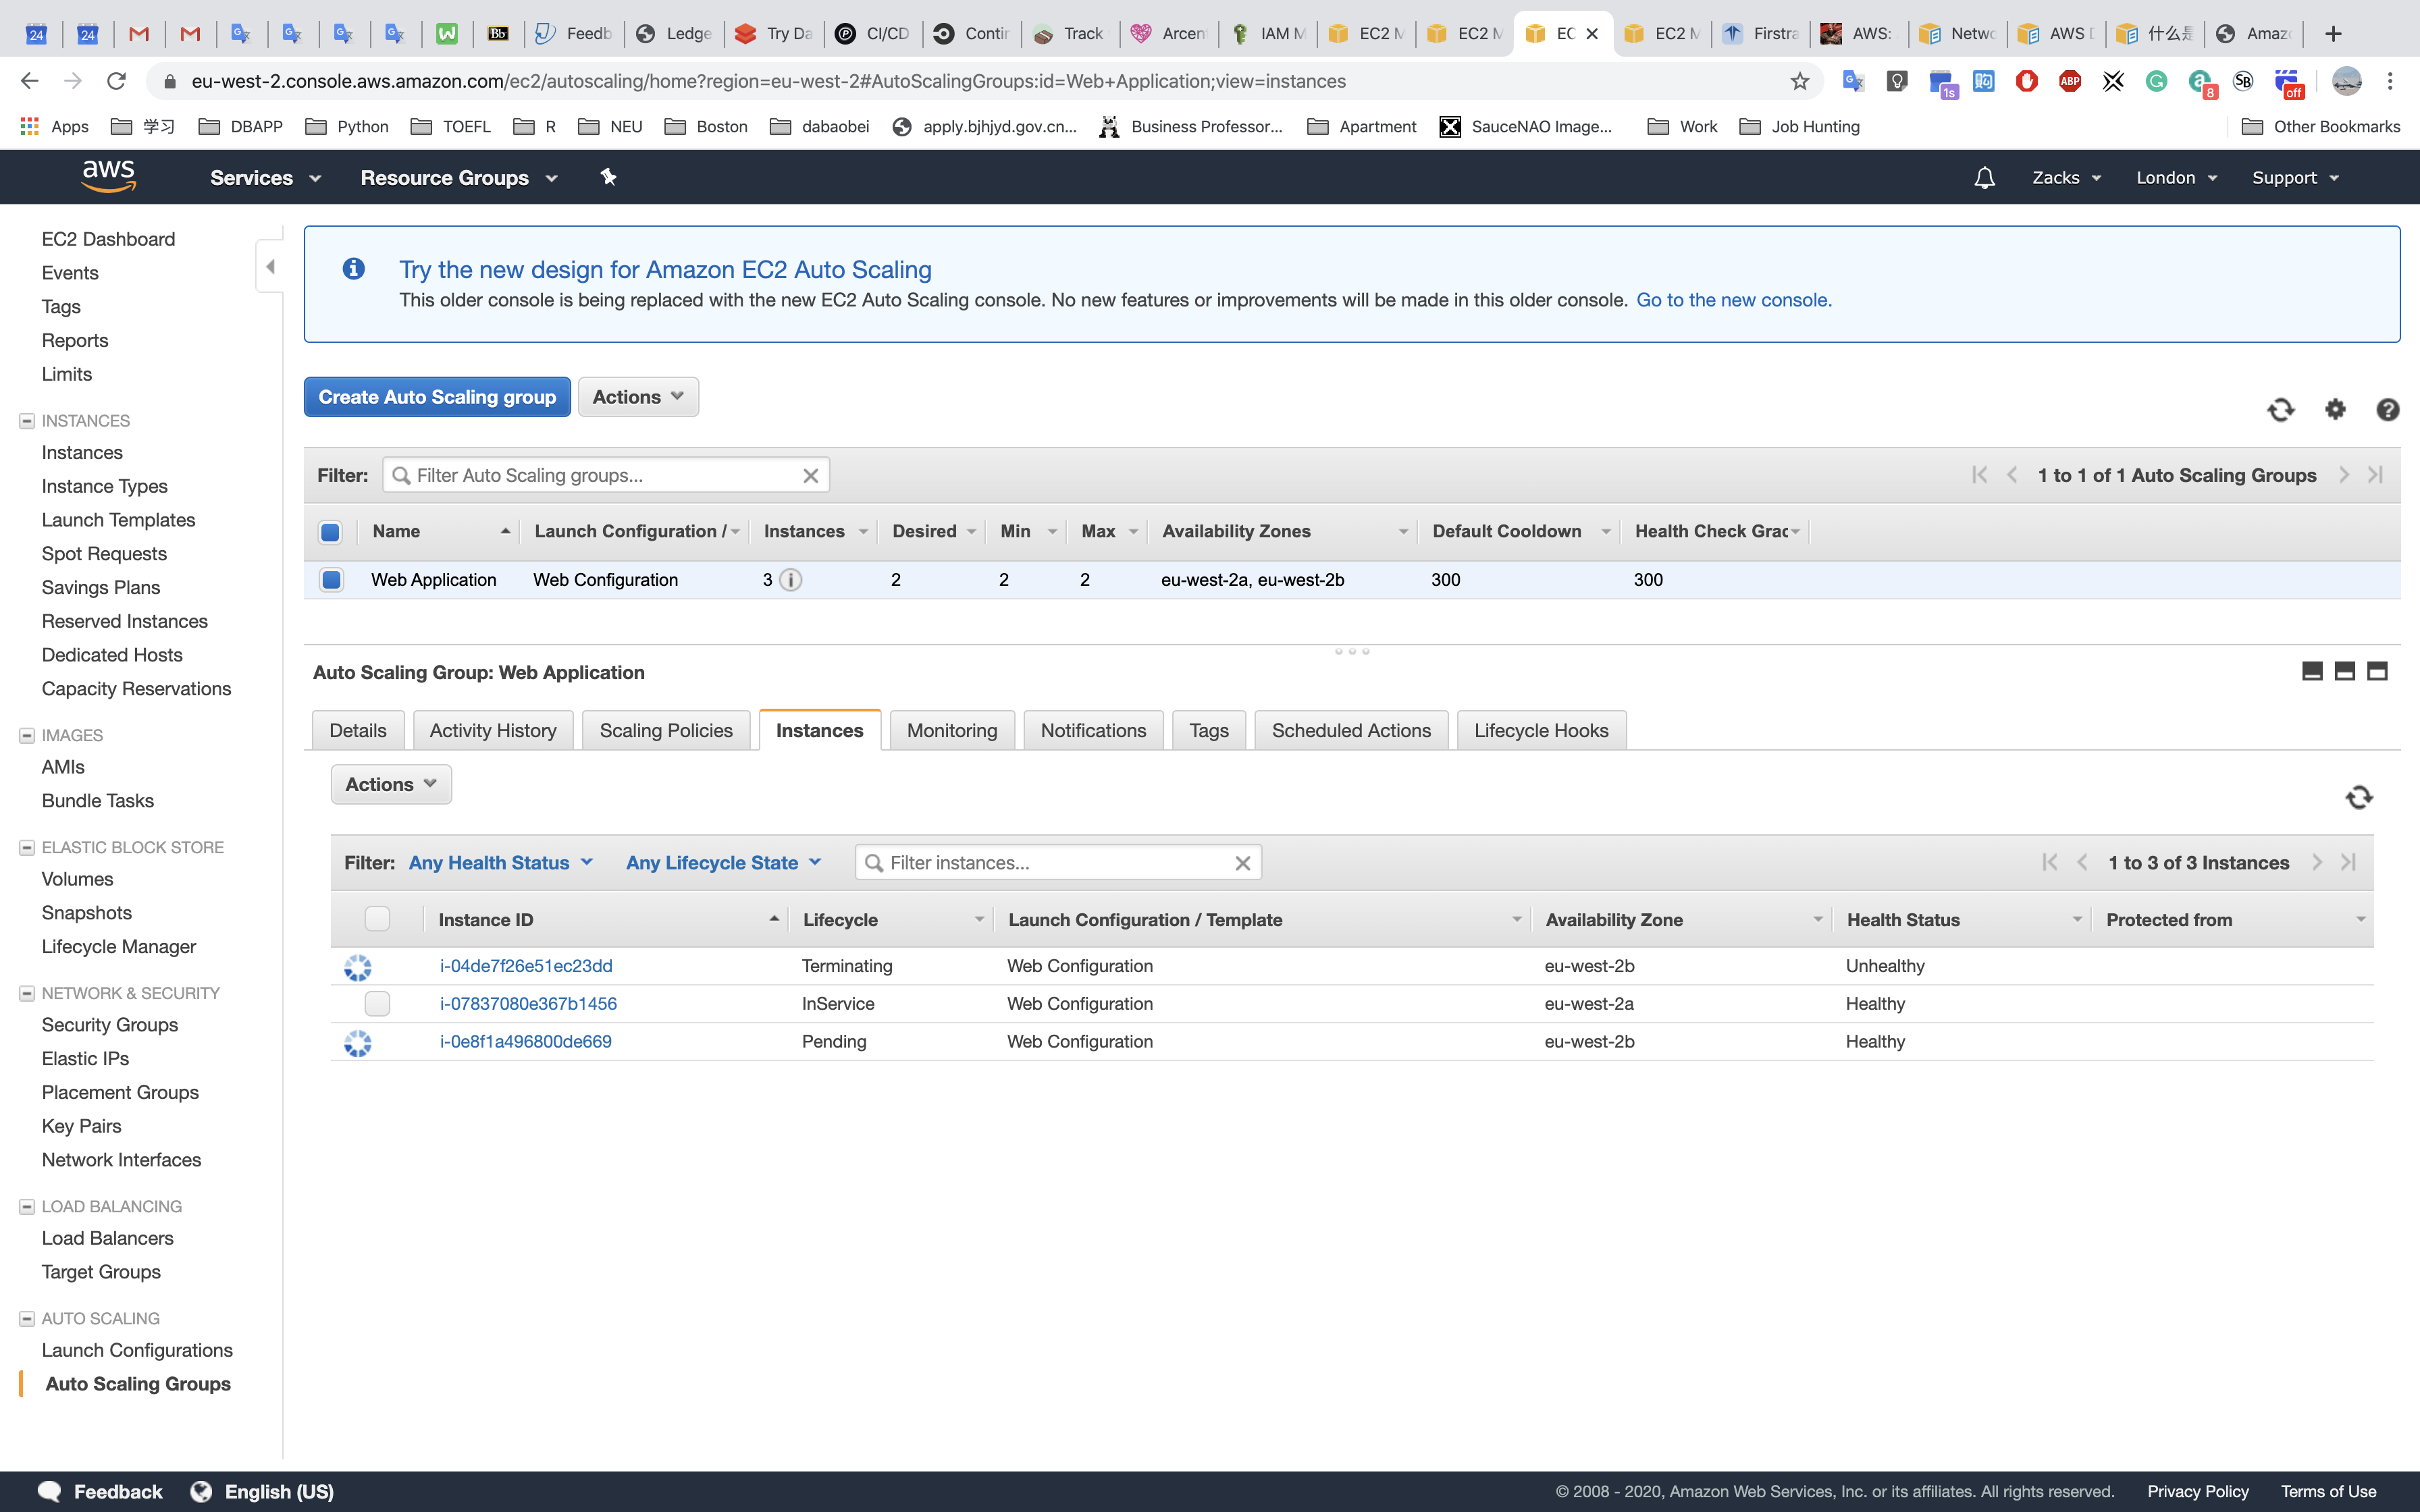 24 24 Bb Feedb Ledge Try Da CI/CD Contin Track Arcen IAM M EC2 M EC2 M EC EC2 M Firstra AWS: Netwo AWS 什么是 Amaz
eu-west-2.console.aws.amazon.com/ec2/autoscaling/home?region=eu-west-2#AutoScalingGroups:id=Web+Application;view=instances 1s ABP 8 SB off
Apps 学习 DBAPP Python TOEFL R NEU Boston dabaobei apply.bjhjyd.gov.cn... Business Professor... Apartment SauceNAO Image... Work Job Hunting Other Bookmarks
aws Services Resource Groups Zacks London Support
EC2 Dashboard
Events
Tags
Reports
Limits
INSTANCES
Instances
Instance Types
Launch Templates
Spot Requests
Savings Plans
Reserved Instances
Dedicated Hosts
Capacity Reservations
IMAGES
AMIs
Bundle Tasks
ELASTIC BLOCK STORE
Volumes
Snapshots
Lifecycle Manager
NETWORK & SECURITY
Security Groups
Elastic IPs
Placement Groups
Key Pairs
Network Interfaces
LOAD BALANCING
Load Balancers
Target Groups
AUTO SCALING
Launch Configurations
Auto Scaling Groups
Try the new design for Amazon EC2 Auto Scaling
This older console is being replaced with the new EC2 Auto Scaling console. No new features or improvements will be made in this older console. Go to the new console.
Create Auto Scaling group Actions
Filter: Filter Auto Scaling groups... 1 to 1 of 1 Auto Scaling Groups
Name Launch Configuration / Instances Desired Min Max Availability Zones Default Cooldown Health Check Grac
Web Application Web Configuration 3 2 2 2 eu-west-2a, eu-west-2b 300 300
Auto Scaling Group: Web Application
Details Activity History Scaling Policies Instances Monitoring Notifications Tags Scheduled Actions Lifecycle Hooks
Actions
Filter: Any Health Status Any Lifecycle State Filter instances... 1 to 3 of 3 Instances
Instance ID Lifecycle Launch Configuration / Template Availability Zone Health Status Protected from
i-04de7f26e51ec23dd Terminating Web Configuration eu-west-2b Unhealthy
i-07837080e367b1456 InService Web Configuration eu-west-2a Healthy
i-0e8f1a496800de669 Pending Web Configuration eu-west-2b Healthy
Feedback English (US) © 2008 - 2020, Amazon Web Services, Inc. or its affiliates. All rights reserved. Privacy Policy Terms of Use